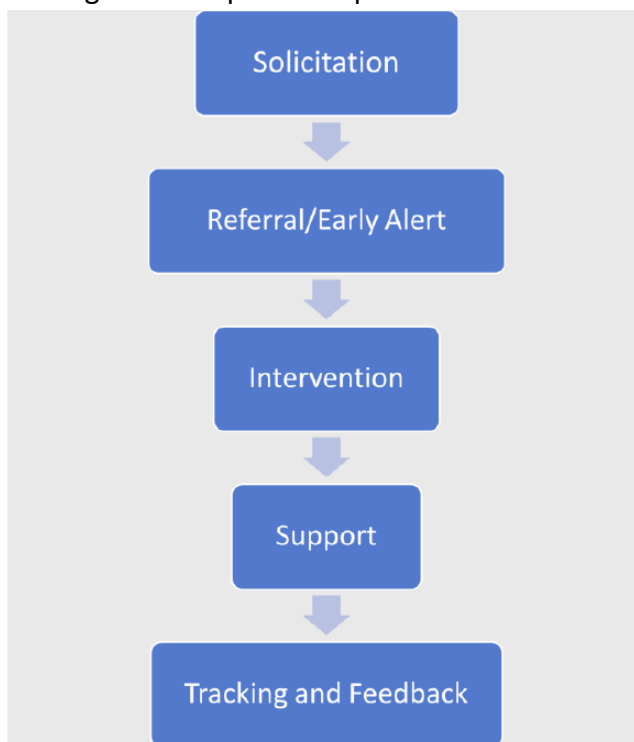 Solicitation
Referral/Early Alert
Intervention
Support
Tracking and Feedback